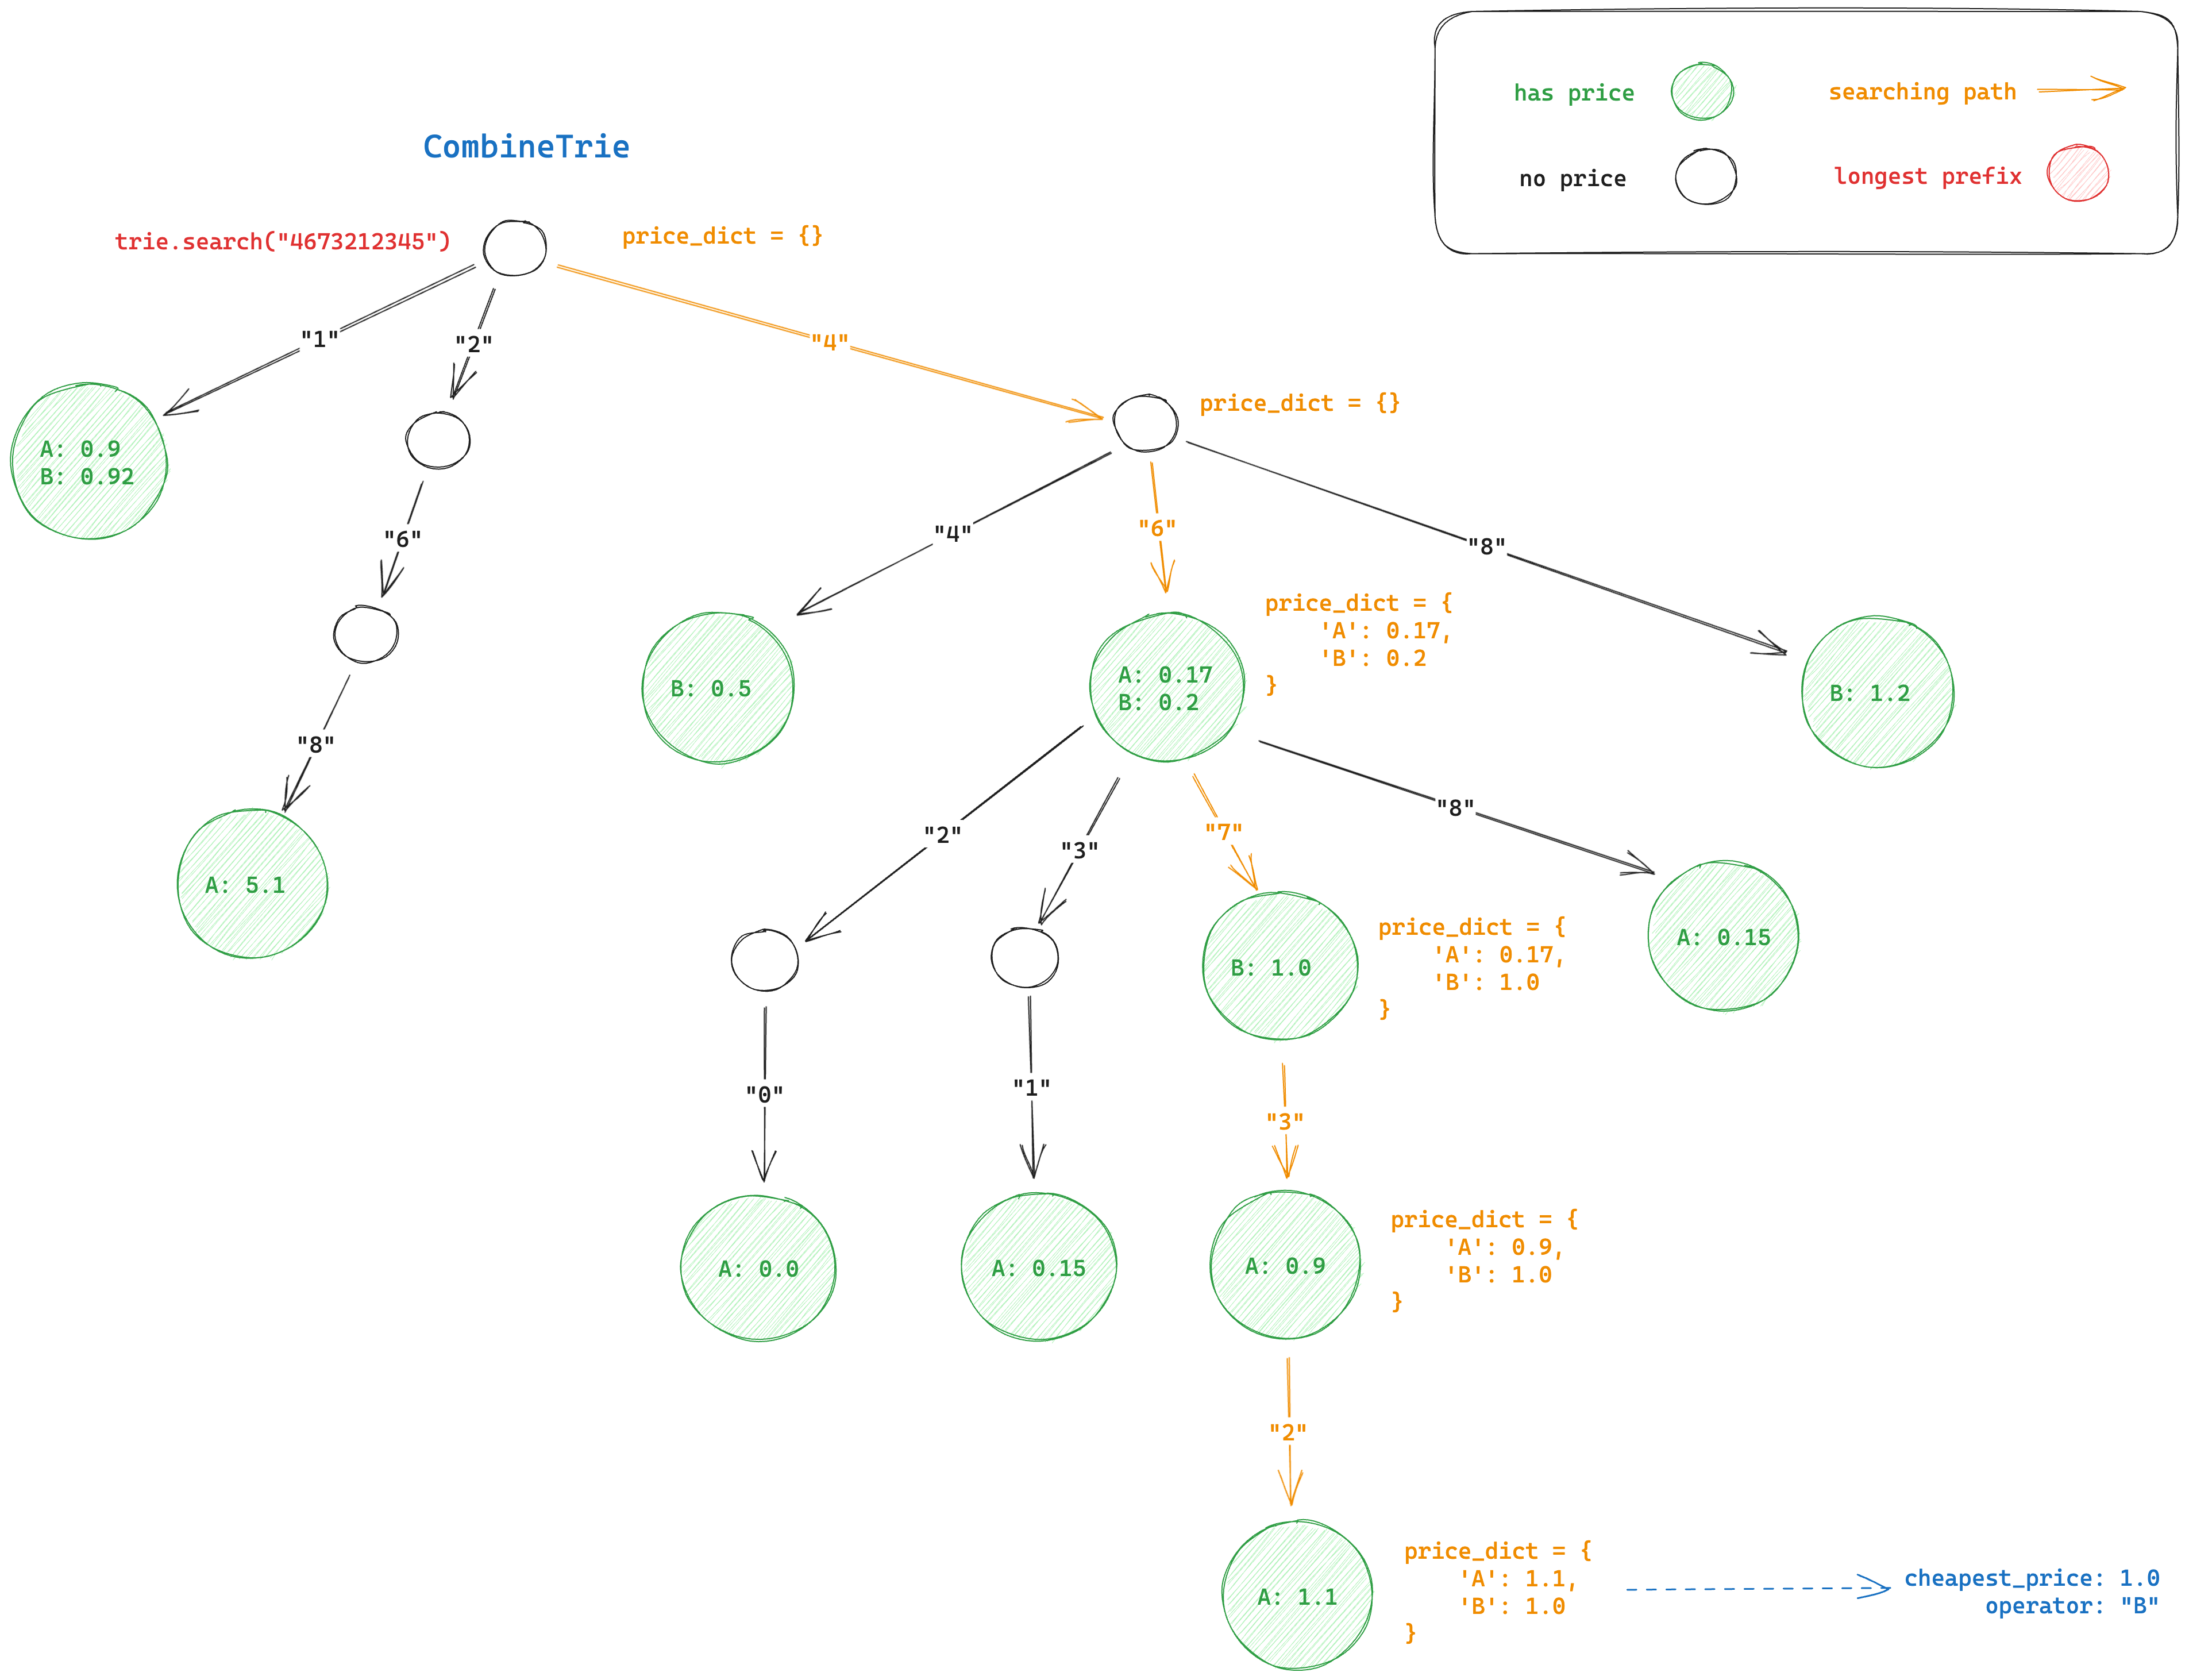 has price
searching path
no price
longest prefix
CombineTrie
trie.search("4673212345")
price_dict = {}
"1"
"2"
"4"
A: 0.9
B: 0.92
price_dict = {}
"6"
"4"
"6"
"8"
price_dict = {
'A': 0.17,
'B': 0.2
}
B: 0.5
A: 0.17
B: 0.2
B: 1.2
"8"
"2"
"3"
"7"
"8"
A: 5.1
price_dict = {
'A': 0.17,
'B': 1.0
}
B: 1.0
A: 0.15
"0"
"1"
"3"
A: 0.0
A: 0.15
A: 0.9
price_dict = {
'A': 0.9,
'B': 1.0
}
"2"
A: 1.1
price_dict = {
'A': 1.1,
'B': 1.0
}
cheapest_price: 1.0
operator: "B"